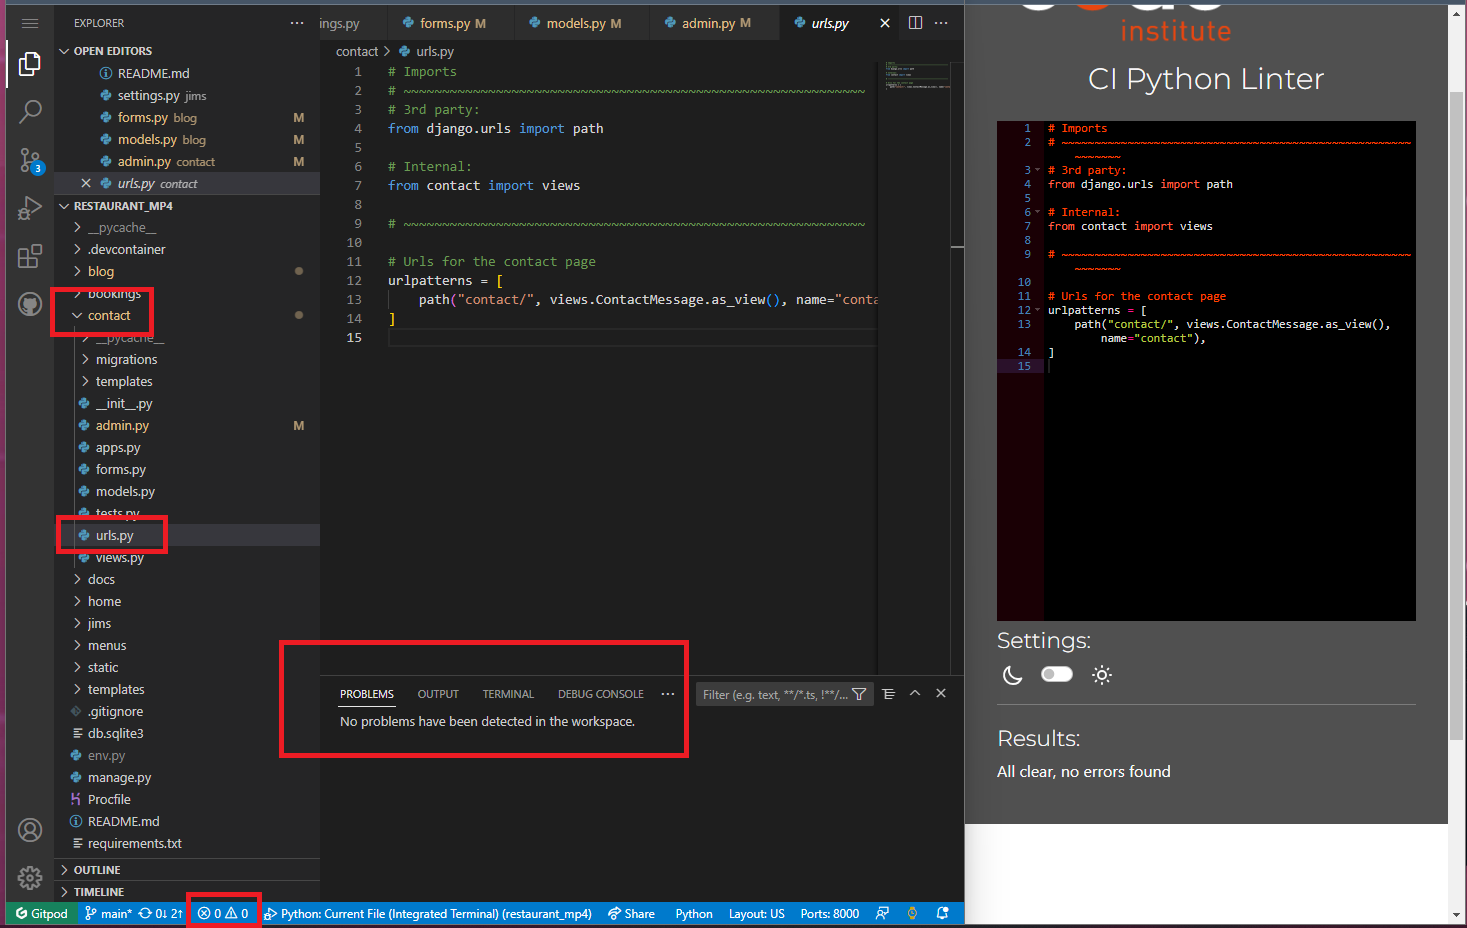 EXPLORER
OPEN EDITORS
README.md
settings.py jims
forms.py blog M
models.py blog M
admin.py contact M
urls.py contact
RESTAURANT_MP4
__pycache__
.devcontainer
blog
bookings
contact
__pycache__
migrations
templates
__init__.py
admin.py M
apps.py
forms.py
models.py
tests.py
urls.py
views.py
docs
home
jims
menus
static
templates
.gitignore
db.sqlite3
env.py
manage.py
Procfile
README.md
requirements.txt
OUTLINE
TIMELINE
3
ings.py forms.py M models.py M admin.py M urls.py
contact > urls.py
1 # Imports
2 # ~~~~~~~~~~~~~~~~~~~~~~~~~~~~~~~~~~~~~~~~~~~~~~~~~~~~~~~~~~~~
3 # 3rd party:
4 from django.urls import path
5
6 # Internal:
7 from contact import views
8
9 # ~~~~~~~~~~~~~~~~~~~~~~~~~~~~~~~~~~~~~~~~~~~~~~~~~~~~~~~~~~~~
10
11 # Urls for the contact page
12 urlpatterns = [
13 path("contact/", views.ContactMessage.as_view(), name="conta
14 ]
15
PROBLEMS OUTPUT TERMINAL DEBUG CONSOLE ... Filter (e.g. text, **/*.ts, !**/...
No problems have been detected in the workspace.
Gitpod main* 0↓ 2↑ 0 0 Python: Current File (Integrated Terminal) (restaurant_mp4) Share Python Layout: US Ports: 8000
institute
CI Python Linter
1 # Imports
2 # ~~~~~~~~~~~~~~~~~~~~~~~~~~~~~~~~~~~~~~~~~~~~~~~~~~~~~
~~~~~~~
3 # 3rd party:
4 from django.urls import path
5
6 # Internal:
7 from contact import views
8
9 # ~~~~~~~~~~~~~~~~~~~~~~~~~~~~~~~~~~~~~~~~~~~~~~~~~~~~~
~~~~~~~
10
11 # Urls for the contact page
12 urlpatterns = [
13 path("contact/", views.ContactMessage.as_view(),
name="contact"),
14 ]
15
Settings:
Results:
All clear, no errors found